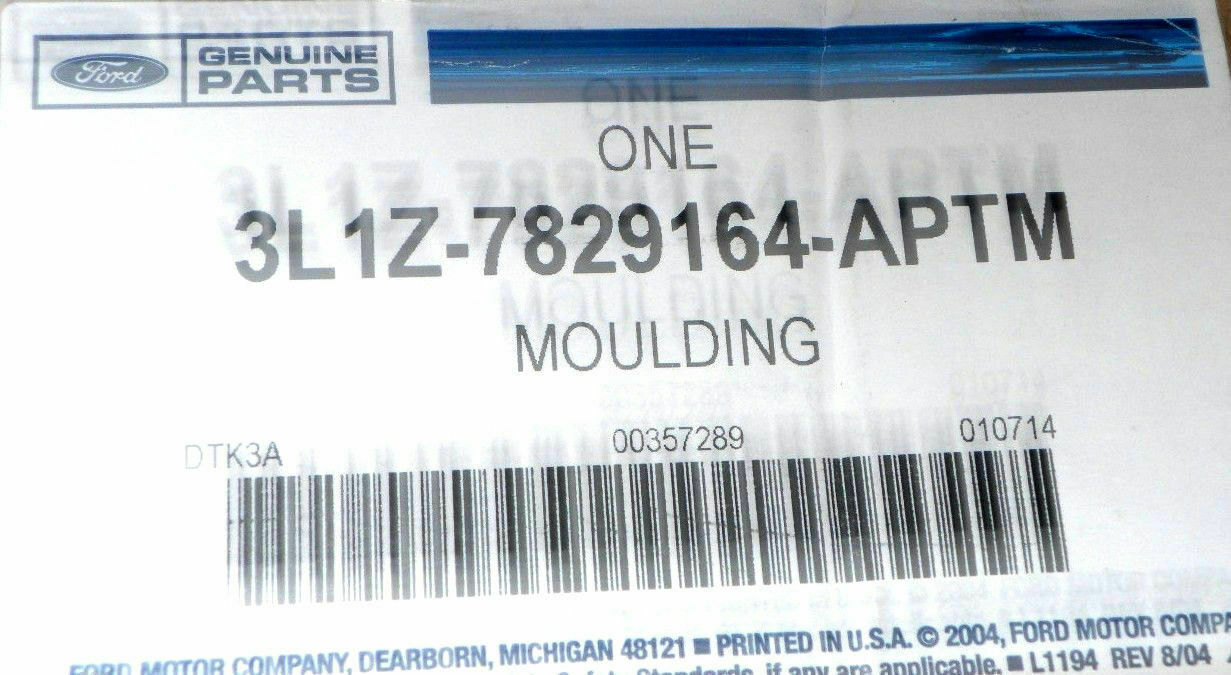 Ford
GENUINE
PARTS
ONE
3L1Z-7829164-APTM
MOULDING
DTK3A 00357289 010714
FORD MOTOR COMPANY, DEARBORN, MICHIGAN 48121 ■ PRINTED IN U.S.A. © 2004, FORD MOTOR
Safety Standards, if any are applicable. ■ L1194 REV 8/04